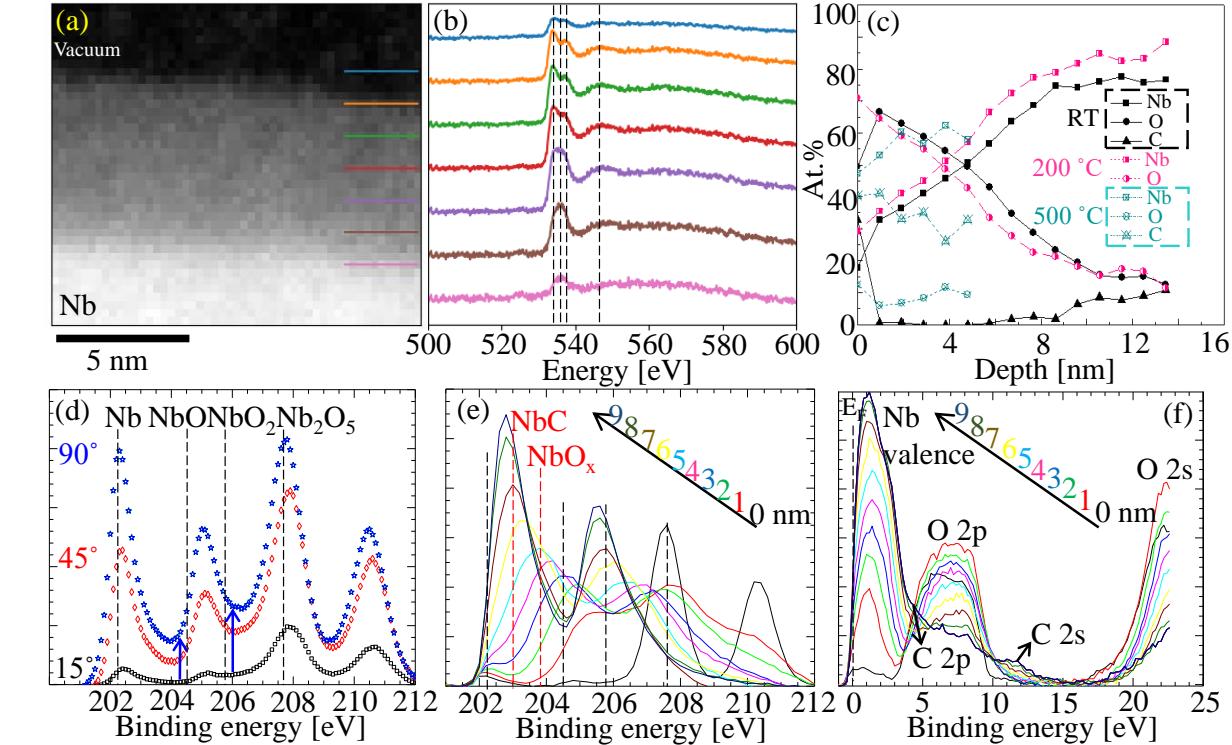 (a)
Vacuum
Nb
5 nm
(b)
500 520 540 560 580 600
Energy [eV]
(c)
100
80
60
40
20
0
At.%
RT
Nb
O
C
200 ˚C
Nb
O
500 ˚C
Nb
O
C
0 4 8 12 16
Depth [nm]
(d) Nb NbO NbO2 Nb2O5
90˚
45˚
15˚
202 204 206 208 210 212
Binding energy [eV]
(e)
NbC
NbOx
9 8 7 6 5 4 3 2 1 0 nm
202 204 206 208 210 212
Binding energy [eV]
(f)
EF
Nb
valence
9 8 7 6 5 4 3 2 1 0 nm
O 2s
O 2p
C 2p
C 2s
0 5 10 15 20 25
Binding energy [eV]